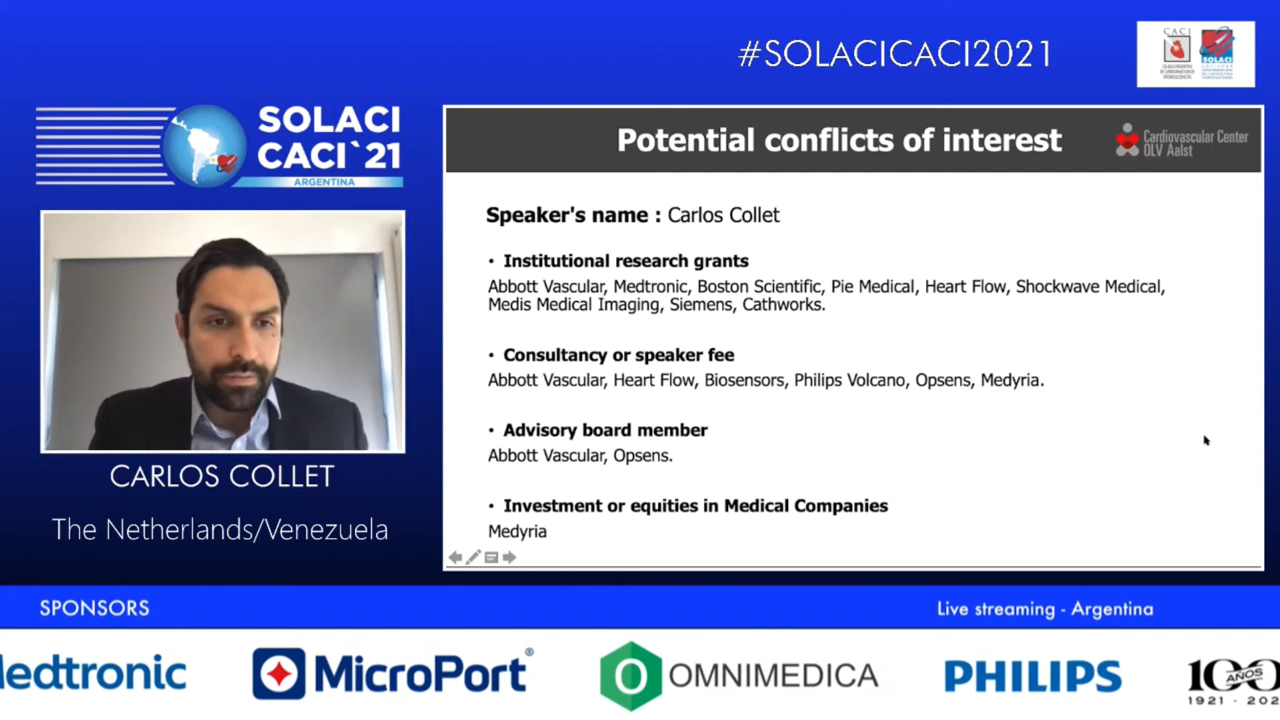 #SOLACICACI2021
CACI
SOLACI
SOLACI
CACI`21
ARGENTINA
Potential conflicts of interest
Cardiovascular Center
OLV Aalst
Speaker's name : Carlos Collet
• Institutional research grants
Abbott Vascular, Medtronic, Boston Scientific, Pie Medical, Heart Flow, Shockwave Medical,
Medis Medical Imaging, Siemens, Cathworks.
• Consultancy or speaker fee
Abbott Vascular, Heart Flow, Biosensors, Philips Volcano, Opsens, Medyria.
• Advisory board member
Abbott Vascular, Opsens.
• Investment or equities in Medical Companies
Medyria
CARLOS COLLET
The Netherlands/Venezuela
SPONSORS
Live streaming - Argentina
edtronic
MicroPort®
OMNIMEDICA
PHILIPS
100
AÑOS
1921 - 202